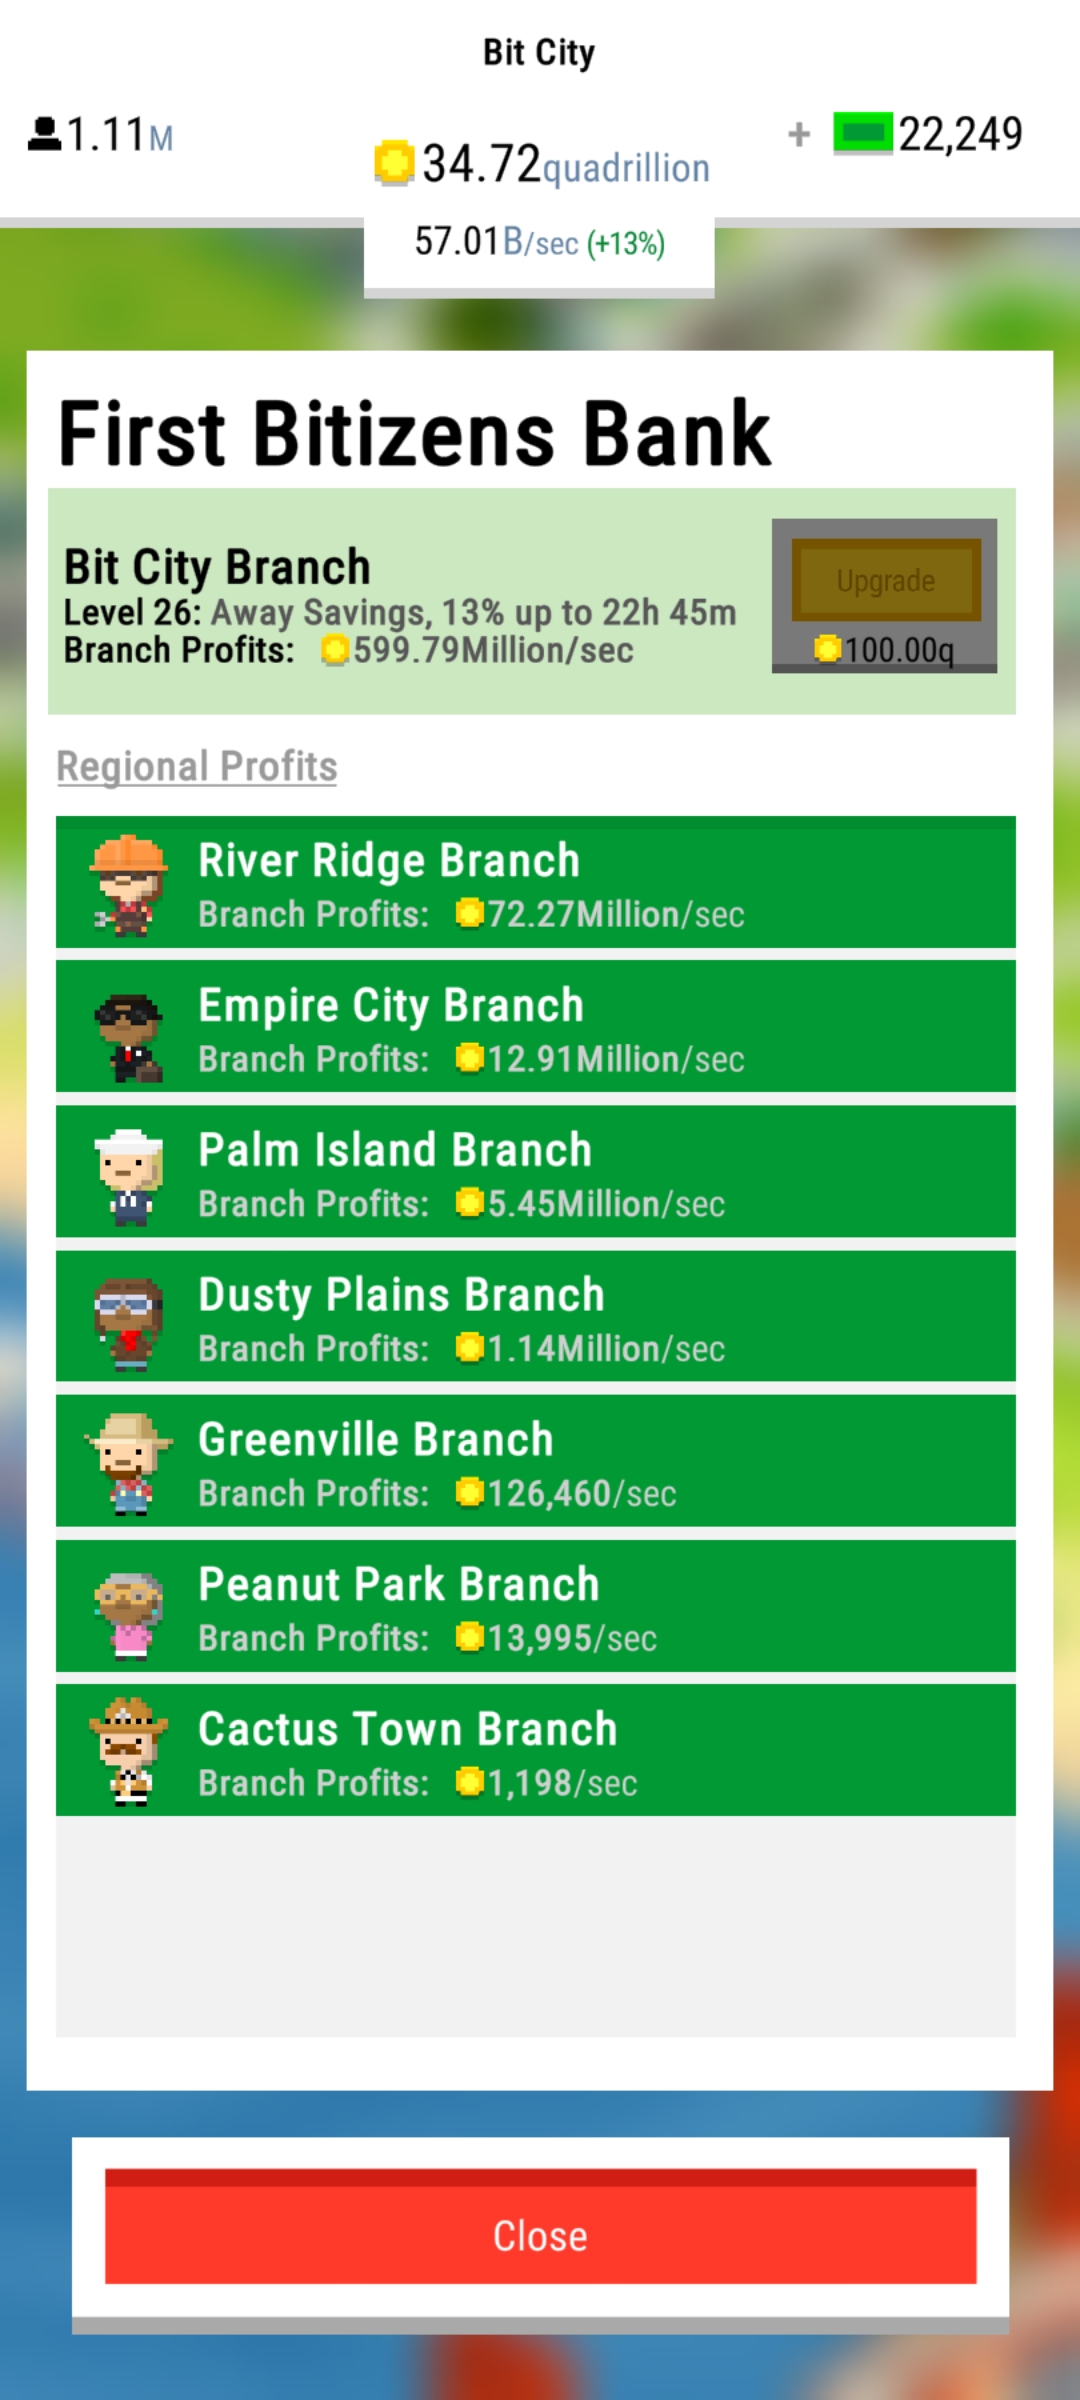 Bit City
1.11M
34.72quadrillion
+ 22,249
57.01B/sec (+13%)
First Bitizens Bank
Bit City Branch
Level 26: Away Savings, 13% up to 22h 45m
Branch Profits: 599.79Million/sec
Upgrade
100.00q
Regional Profits
River Ridge Branch
Branch Profits: 72.27Million/sec
Empire City Branch
Branch Profits: 12.91Million/sec
Palm Island Branch
Branch Profits: 5.45Million/sec
Dusty Plains Branch
Branch Profits: 1.14Million/sec
Greenville Branch
Branch Profits: 126,460/sec
Peanut Park Branch
Branch Profits: 13,995/sec
Cactus Town Branch
Branch Profits: 1,198/sec
Close